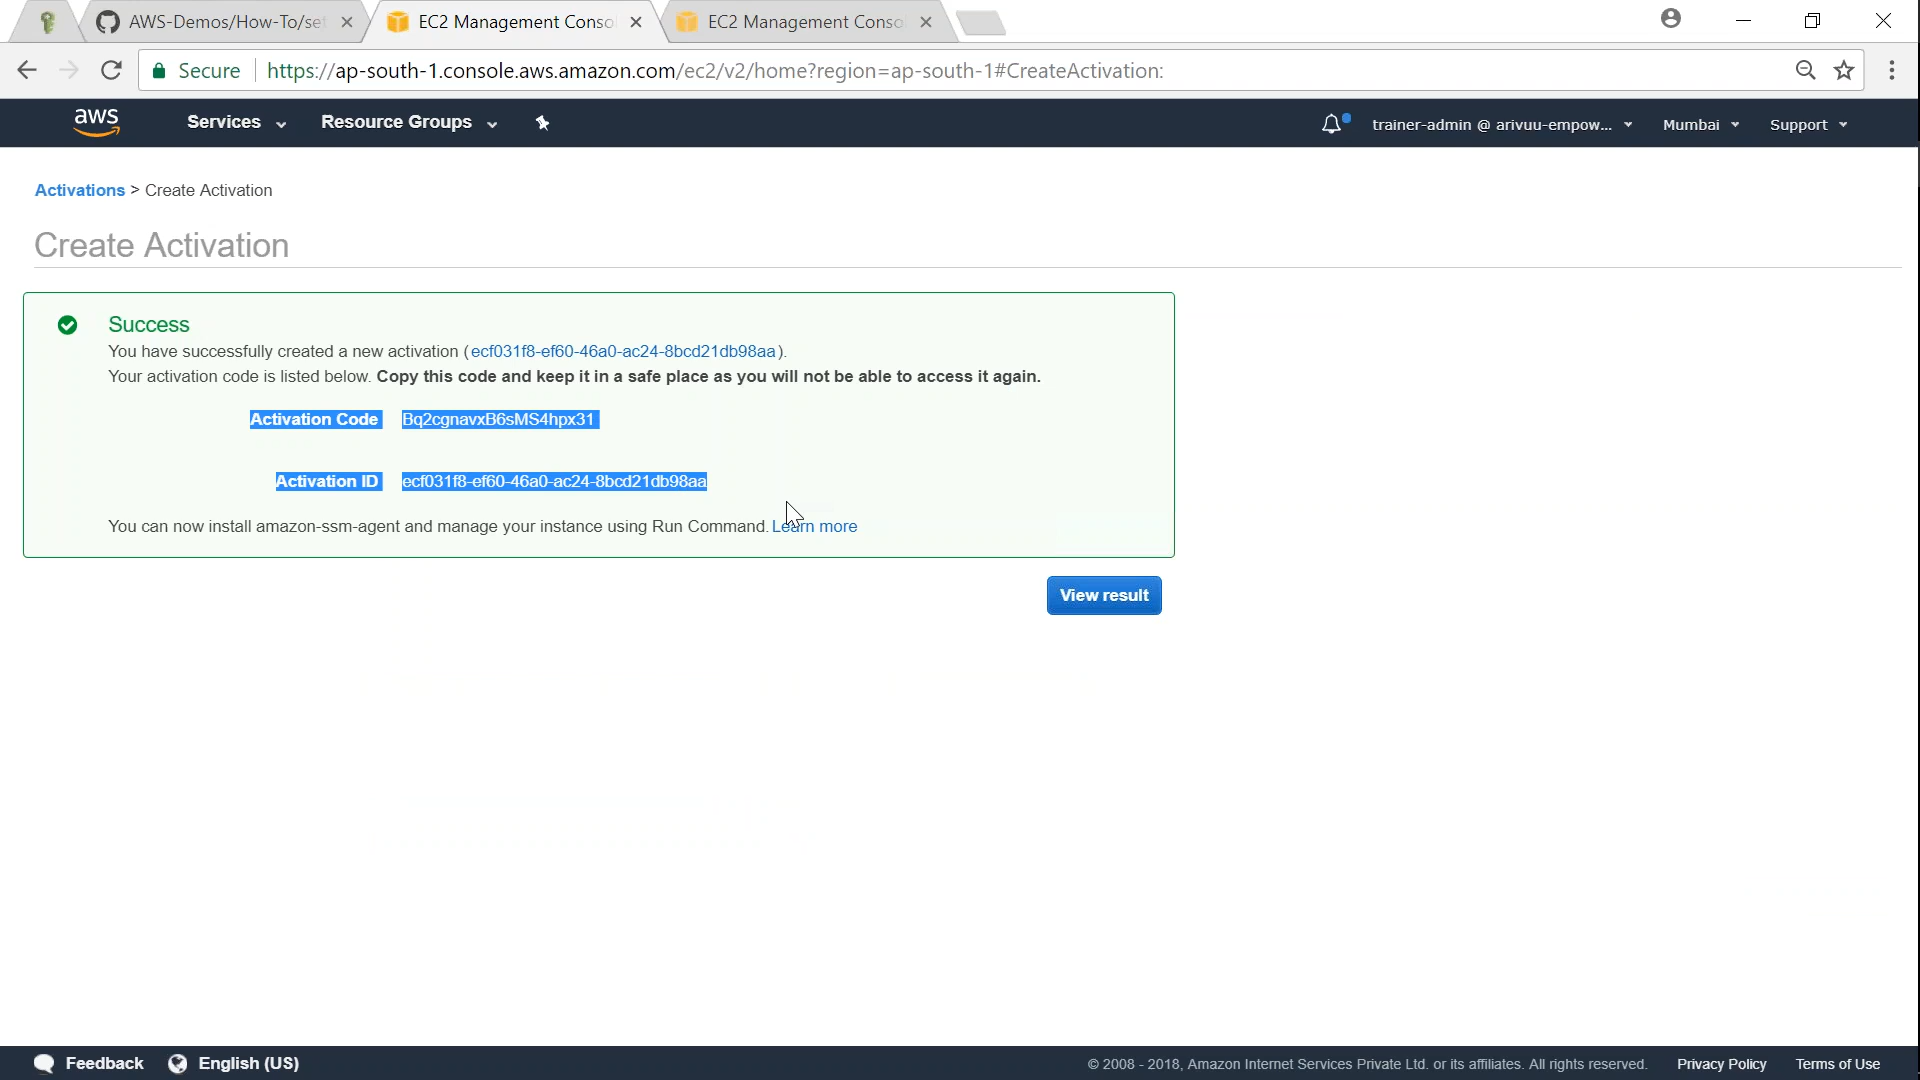 AWS-Demos/How-To/set
EC2 Management Conso
EC2 Management Conso
Secure https://ap-south-1.console.aws.amazon.com/ec2/v2/home?region=ap-south-1#CreateActivation:
aws Services Resource Groups trainer-admin @ arivuu-empow... Mumbai Support
Activations > Create Activation
Create Activation
Success
You have successfully created a new activation (ecf031f8-ef60-46a0-ac24-8bcd21db98aa).
Your activation code is listed below. Copy this code and keep it in a safe place as you will not be able to access it again.
Activation Code Bq2cgnavxB6sMS4hpx31
Activation ID ecf031f8-ef60-46a0-ac24-8bcd21db98aa
You can now install amazon-ssm-agent and manage your instance using Run Command. Learn more
View result
Feedback English (US) © 2008 - 2018, Amazon Internet Services Private Ltd. or its affiliates. All rights reserved. Privacy Policy Terms of Use